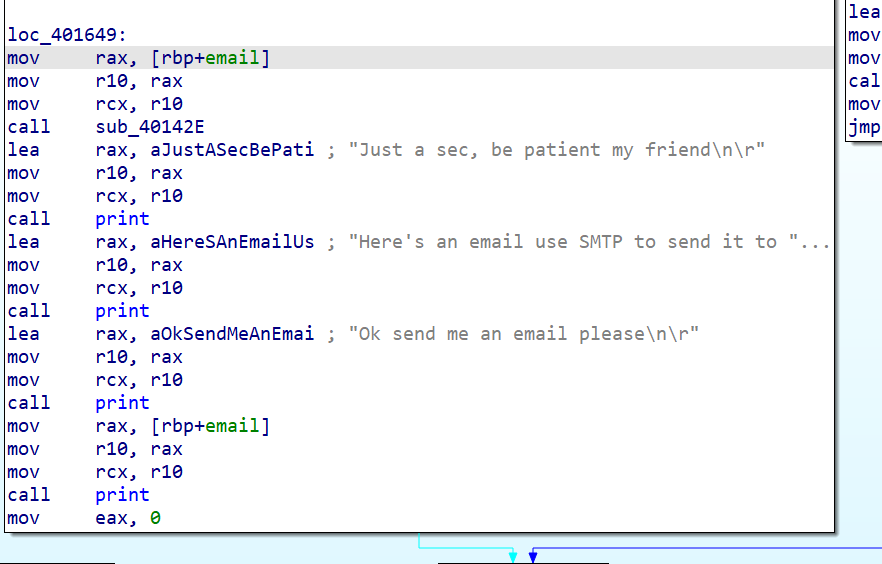 loc_401649:
mov rax, [rbp+email]
mov r10, rax
mov rcx, r10
call sub_40142E
lea rax, aJustASecBePati ; "Just a sec, be patient my friend\n\r"
mov r10, rax
mov rcx, r10
call print
lea rax, aHereSAnEmailUs ; "Here's an email use SMTP to send it to "...
mov r10, rax
mov rcx, r10
call print
lea rax, aOkSendMeAnEmai ; "Ok send me an email please\n\r"
mov r10, rax
mov rcx, r10
call print
mov rax, [rbp+email]
mov r10, rax
mov rcx, r10
call print
mov eax, 0
lea
mov
mov
cal
mov
jmp